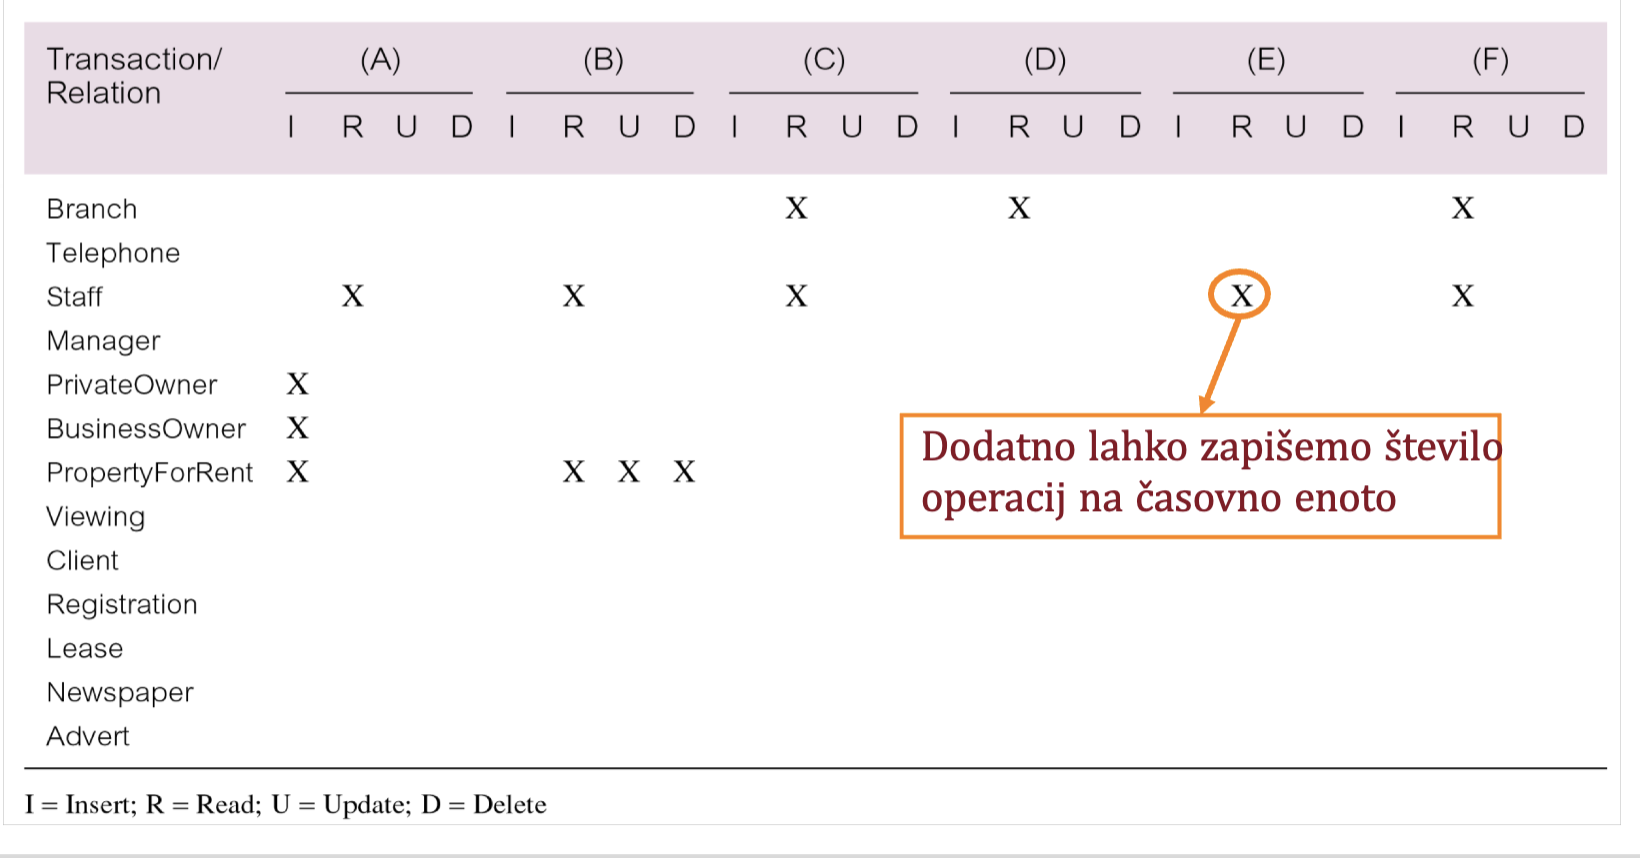 Transaction/ (A) (B) (C) (D) (E) (F)
Relation
I R U D I R U D I R U D I R U D I R U D I R U D
Branch X X X
Telephone
Staff X X X X X
Manager
PrivateOwner X
BusinessOwner X
PropertyForRent X X X X
Viewing
Client
Registration
Lease
Newspaper
Advert
Dodatno lahko zapišemo število
operacij na časovno enoto
I = Insert; R = Read; U = Update; D = Delete